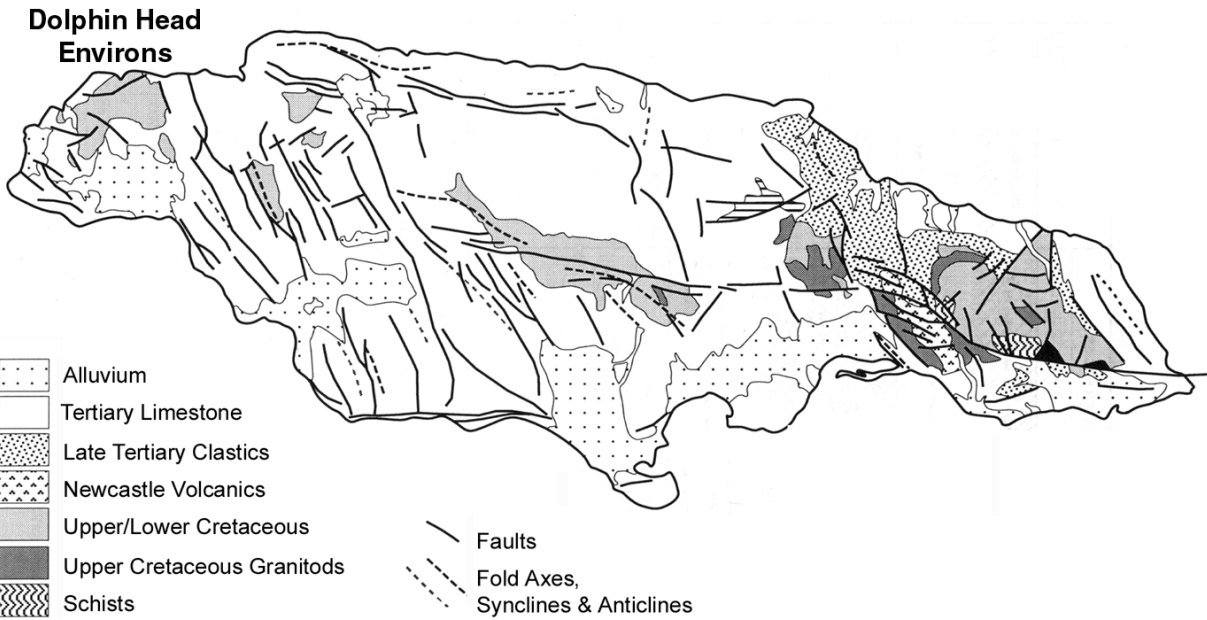 Dolphin Head
Environs
Alluvium
Tertiary Limestone
Late Tertiary Clastics
Newcastle Volcanics
Upper/Lower Cretaceous
Upper Cretaceous Granitods
Schists
Faults
Fold Axes,
Synclines & Anticlines